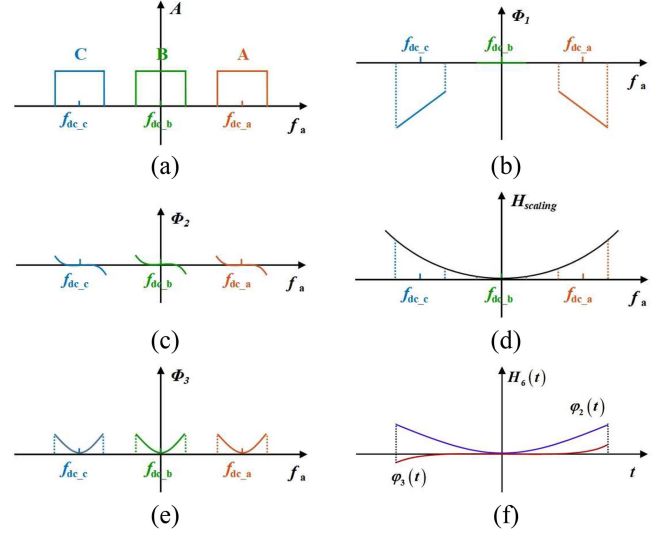 A
C B A
f_dc_c f_dc_b f_dc_a f_a
(a)
Φ_1
f_dc_c f_dc_b f_dc_a
f_a
(b)
Φ_2
f_dc_c f_dc_b f_dc_a f_a
(c)
H_scaling
f_dc_c f_dc_b f_dc_a f_a
(d)
Φ_3
f_dc_c f_dc_b f_dc_a f_a
(e)
H_6(t)
φ_2(t)
φ_3(t) t
(f)